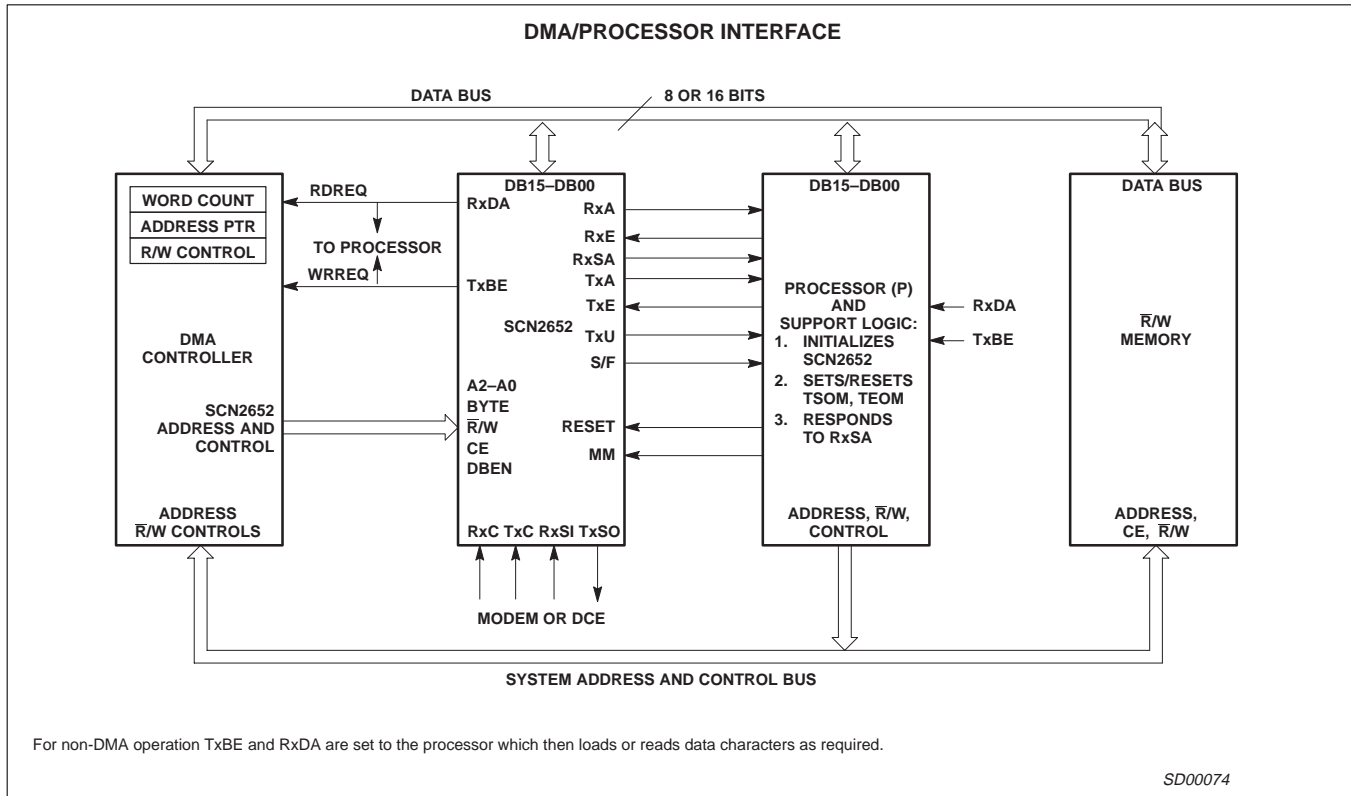 DMA/PROCESSOR INTERFACE
DATA BUS
8 OR 16 BITS
WORD COUNT
ADDRESS PTR
R/W CONTROL
DMA
CONTROLLER
SCN2652
ADDRESS AND
CONTROL
ADDRESS
R̅/W CONTROLS
RDREQ
TO PROCESSOR
WRREQ
DB15–DB00
RxDA
TxBE
SCN2652
A2–A0
BYTE
R̅/W
CE
DBEN
RxA
RxE
RxSA
TxA
TxE
TxU
S/F
RESET
MM
RxC TxC RxSI TxSO
MODEM OR DCE
DB15–DB00
PROCESSOR (P)
AND
SUPPORT LOGIC:
1. INITIALIZES
SCN2652
2. SETS/RESETS
TSOM, TEOM
3. RESPONDS
TO RxSA
ADDRESS, R̅/W,
CONTROL
RxDA
TxBE
DATA BUS
R̅/W
MEMORY
ADDRESS,
CE, R̅/W
SYSTEM ADDRESS AND CONTROL BUS
For non-DMA operation TxBE and RxDA are set to the processor which then loads or reads data characters as required.
SD00074